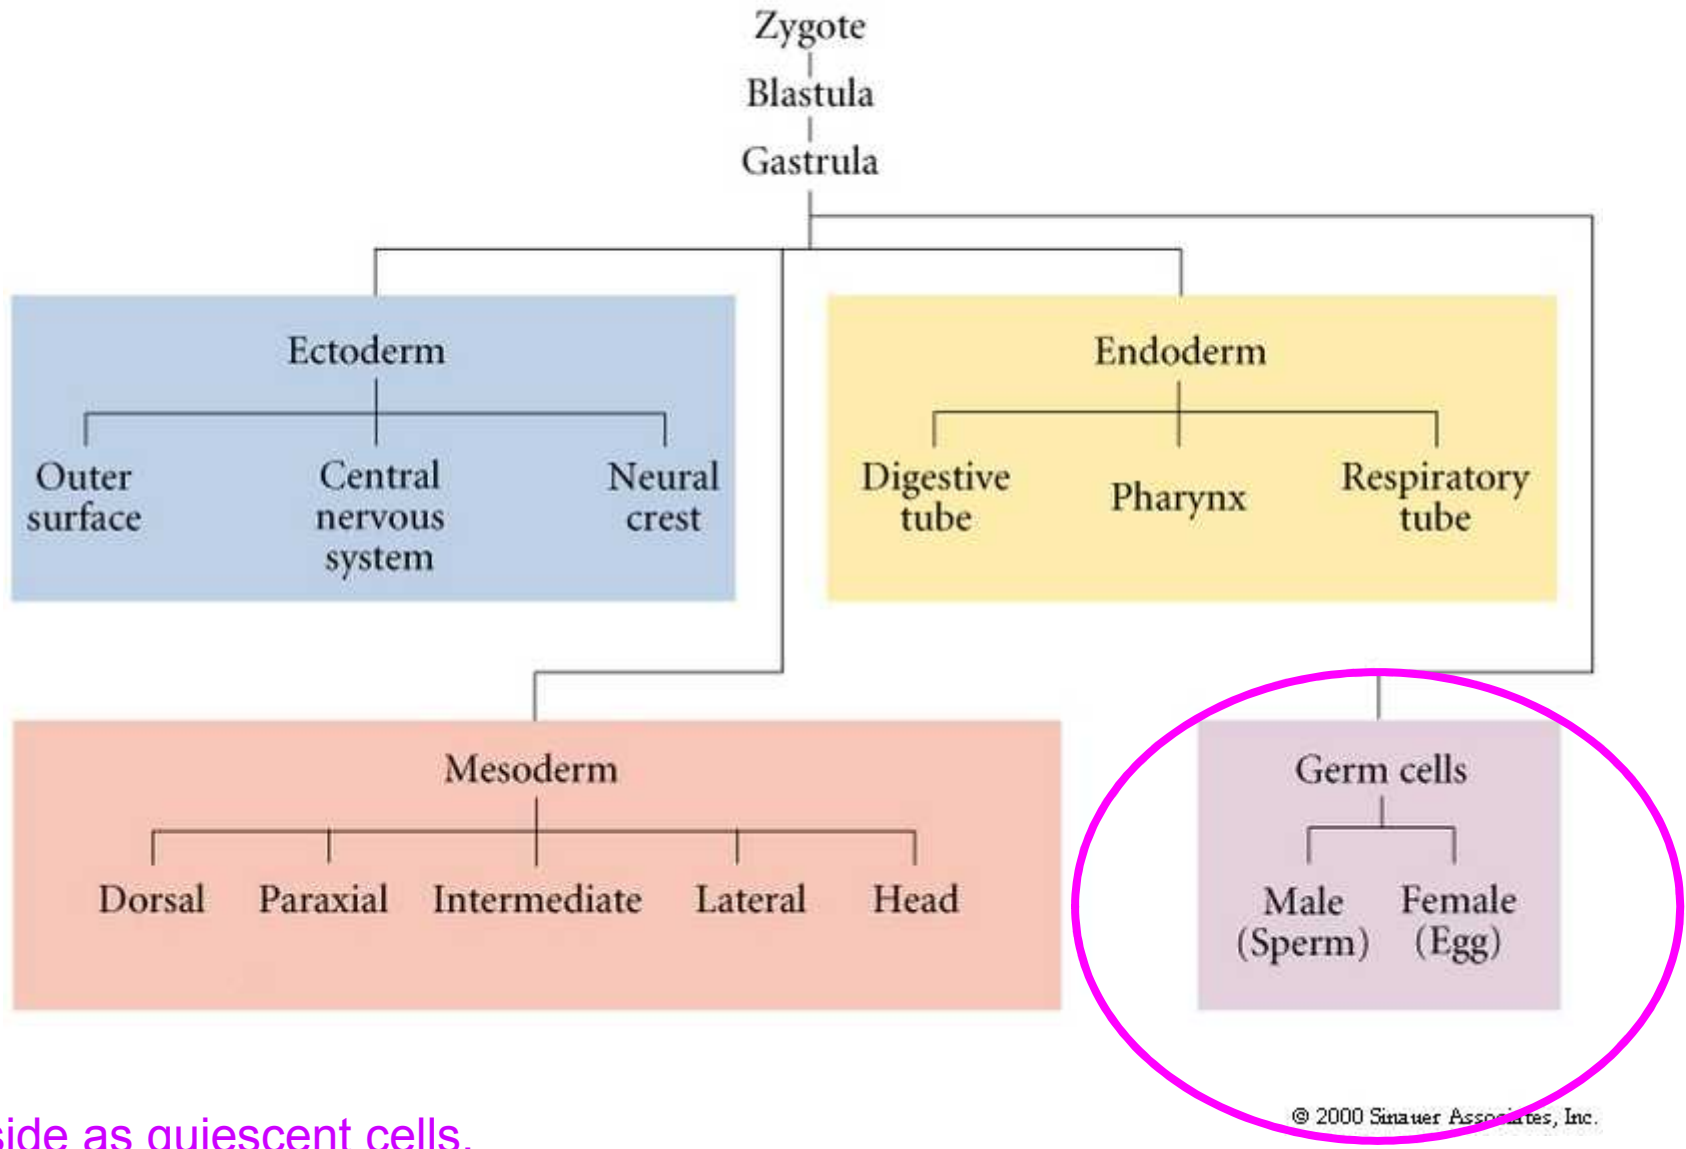 Zygote
Blastula
Gastrula
Ectoderm
Outer
surface
Central
nervous
system
Neural
crest
Endoderm
Digestive
tube
Pharynx
Respiratory
tube
Mesoderm
Dorsal
Paraxial
Intermediate
Lateral
Head
Germ cells
Male
(Sperm)
Female
(Egg)
© 2000 Sinauer Associates, Inc.
side as quiescent cells.